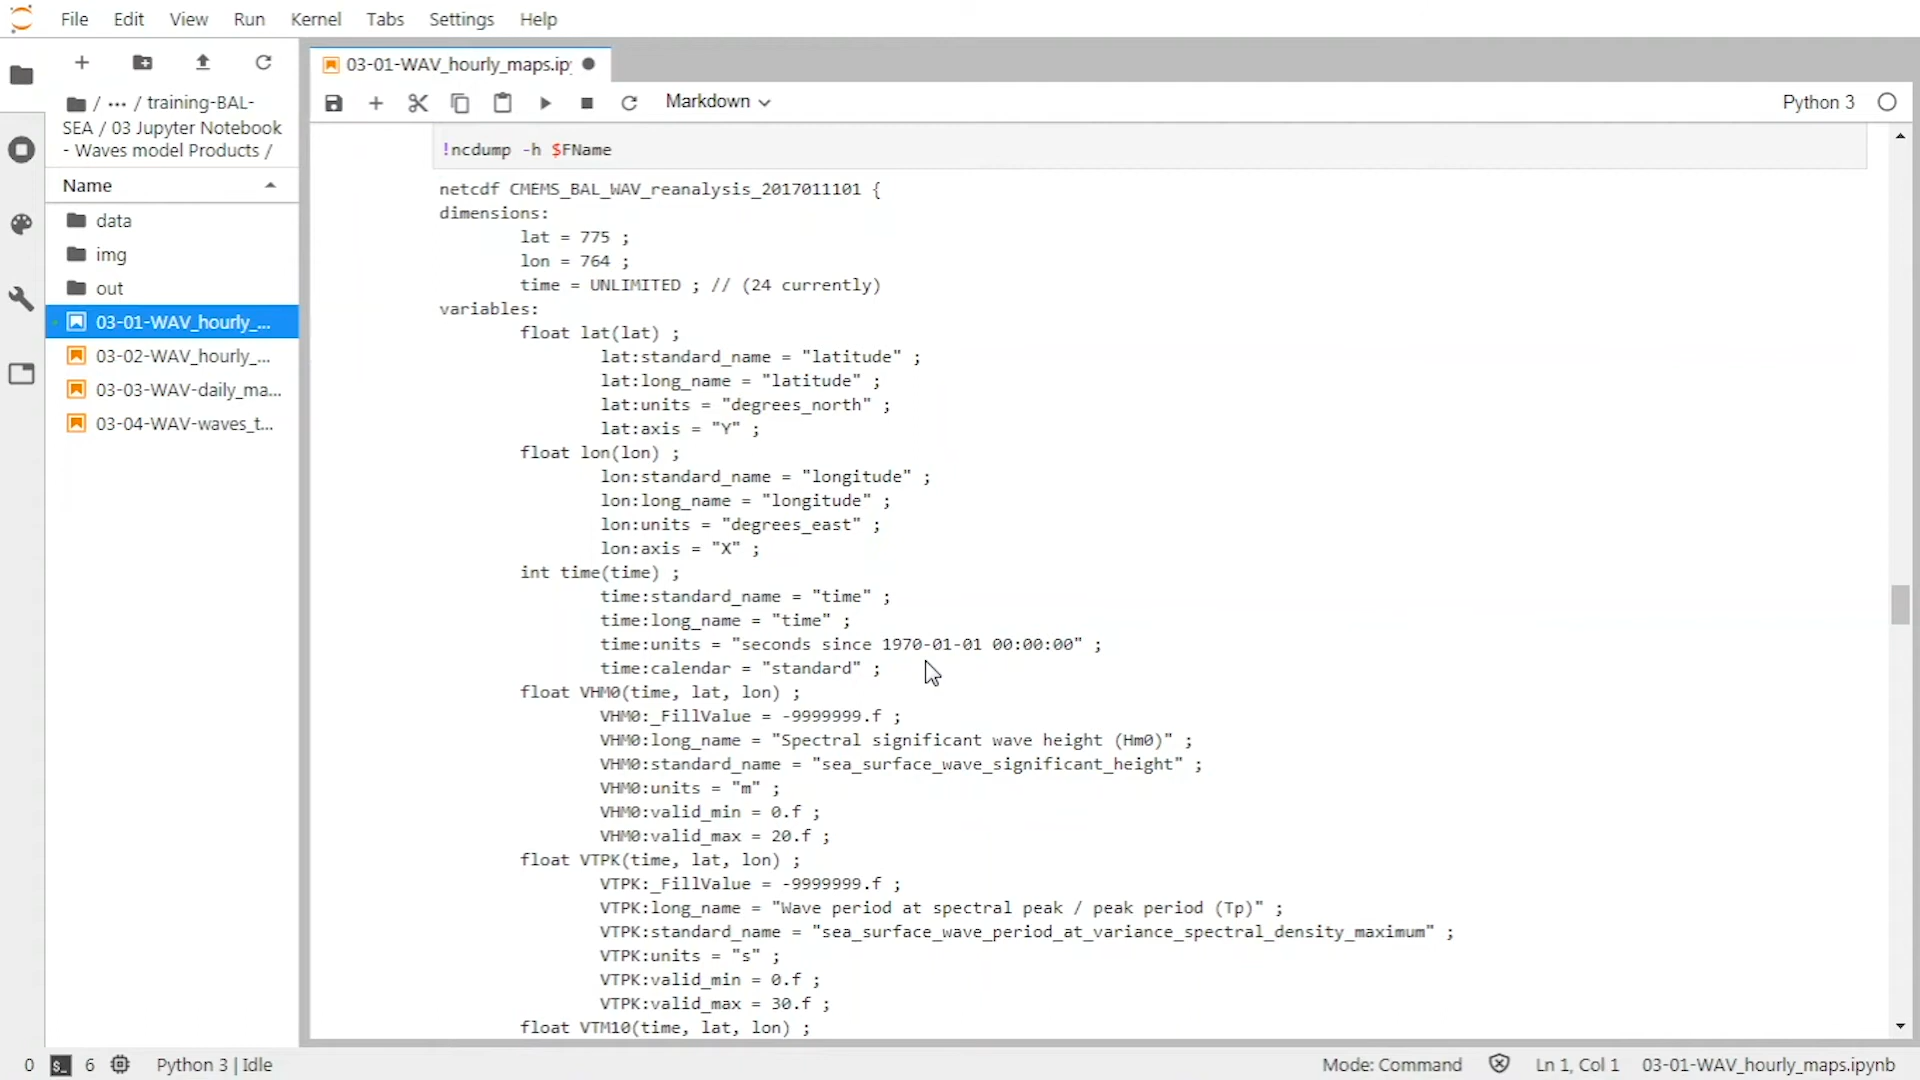 File Edit View Run Kernel Tabs Settings Help
/ ··· / training-BAL-
SEA / 03 Jupyter Notebook
- Waves model Products /
Name
data
img
out
03-01-WAV_hourly_...
03-02-WAV_hourly_...
03-03-WAV-daily_ma...
03-04-WAV-waves_t...
03-01-WAV_hourly_maps.ip
Markdown
Python 3
!ncdump -h $FName
netcdf CMEMS_BAL_WAV_reanalysis_2017011101 {
dimensions:
lat = 775 ;
lon = 764 ;
time = UNLIMITED ; // (24 currently)
variables:
float lat(lat) ;
lat:standard_name = "latitude" ;
lat:long_name = "latitude" ;
lat:units = "degrees_north" ;
lat:axis = "Y" ;
float lon(lon) ;
lon:standard_name = "longitude" ;
lon:long_name = "longitude" ;
lon:units = "degrees_east" ;
lon:axis = "X" ;
int time(time) ;
time:standard_name = "time" ;
time:long_name = "time" ;
time:units = "seconds since 1970-01-01 00:00:00" ;
time:calendar = "standard" ;
float VHM0(time, lat, lon) ;
VHM0:_FillValue = -9999999.f ;
VHM0:long_name = "Spectral significant wave height (Hm0)" ;
VHM0:standard_name = "sea_surface_wave_significant_height" ;
VHM0:units = "m" ;
VHM0:valid_min = 0.f ;
VHM0:valid_max = 20.f ;
float VTPK(time, lat, lon) ;
VTPK:_FillValue = -9999999.f ;
VTPK:long_name = "Wave period at spectral peak / peak period (Tp)" ;
VTPK:standard_name = "sea_surface_wave_period_at_variance_spectral_density_maximum" ;
VTPK:units = "s" ;
VTPK:valid_min = 0.f ;
VTPK:valid_max = 30.f ;
float VTM10(time, lat, lon) ;
0 $_ 6 Python 3 | Idle Mode: Command Ln 1, Col 1 03-01-WAV_hourly_maps.ipynb